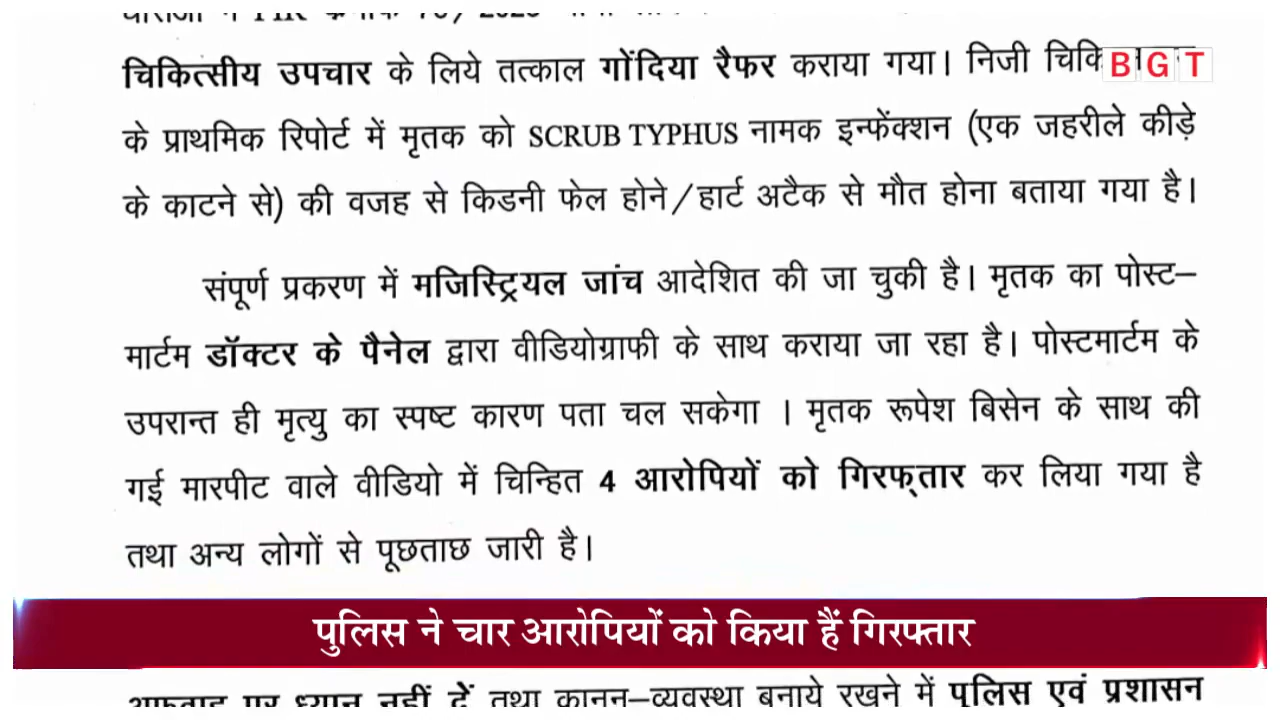 चिकित्सीय उपचार के लिये तत्काल गोंदिया रैफर कराया गया। निजी
BGT
के प्राथमिक रिपोर्ट में मृतक को SCRUB TYPHUS नामक इन्फेंक्शन (एक जहरीले कीड़े
के काटने से) की वजह से किडनी फेल होने/हार्ट अटैक से मौत होना बताया गया है।
संपूर्ण प्रकरण में मजिस्ट्रियल जांच आदेशित की जा चुकी है। मृतक का पोस्ट–
मार्टम डॉक्टर के पैनेल द्वारा वीडियोग्राफी के साथ कराया जा रहा है। पोस्टमार्टम के
उपरान्त ही मृत्यु का स्पष्ट कारण पता चल सकेगा । मृतक रूपेश बिसेन के साथ की
गई मारपीट वाले वीडियो में चिन्हित 4 आरोपियों को गिरफ्तार कर लिया गया है
तथा अन्य लोगों से पूछताछ जारी है।
पुलिस ने चार आरोपियों को किया हैं गिरफ्तार
पर ध्यान नहीं दें तथा कानून–व्यवस्था बनाये रखने में पुलिस एवं प्रशासन